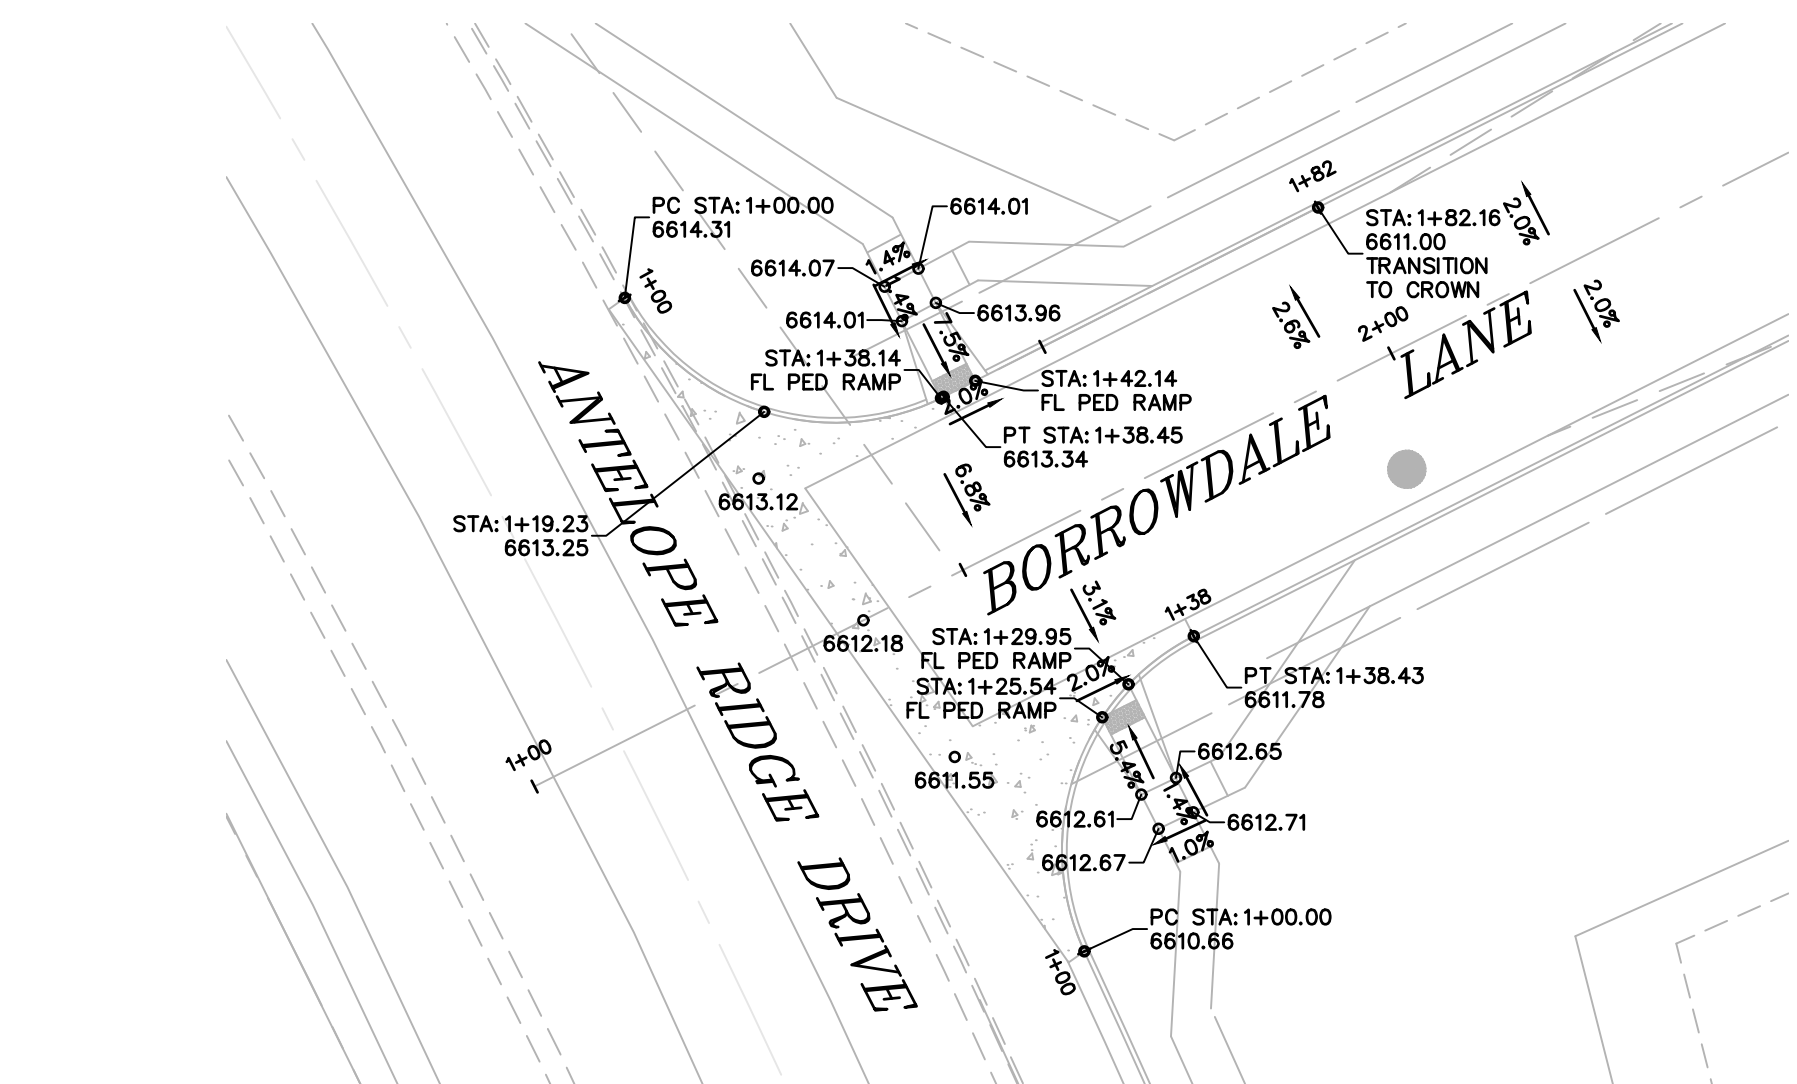 PC STA:1+00.00
6614.31
1+00
6614.01
1.4%
6614.07
1.4%
6614.01
6613.96
7.5%
STA:1+38.14
FL PED RAMP
2.0%
STA:1+42.14
FL PED RAMP
PT STA:1+38.45
6613.34
1+82
STA:1+82.16
6611.00
TRANSITION
TO CROWN
2.0%
2.0%
2.6%
2+00
ANTELOPE RIDGE DRIVE
BORROWDALE LANE
6.8%
6613.12
STA:1+19.23
6613.25
6612.18
3.1%
1+38
STA:1+29.95
FL PED RAMP
2.0%
STA:1+25.54
FL PED RAMP
PT STA:1+38.43
6611.78
1+00
6611.55
5.4%
6612.65
6612.61
1.4%
6612.71
6612.67
1.0%
PC STA:1+00.00
6610.66
1+00